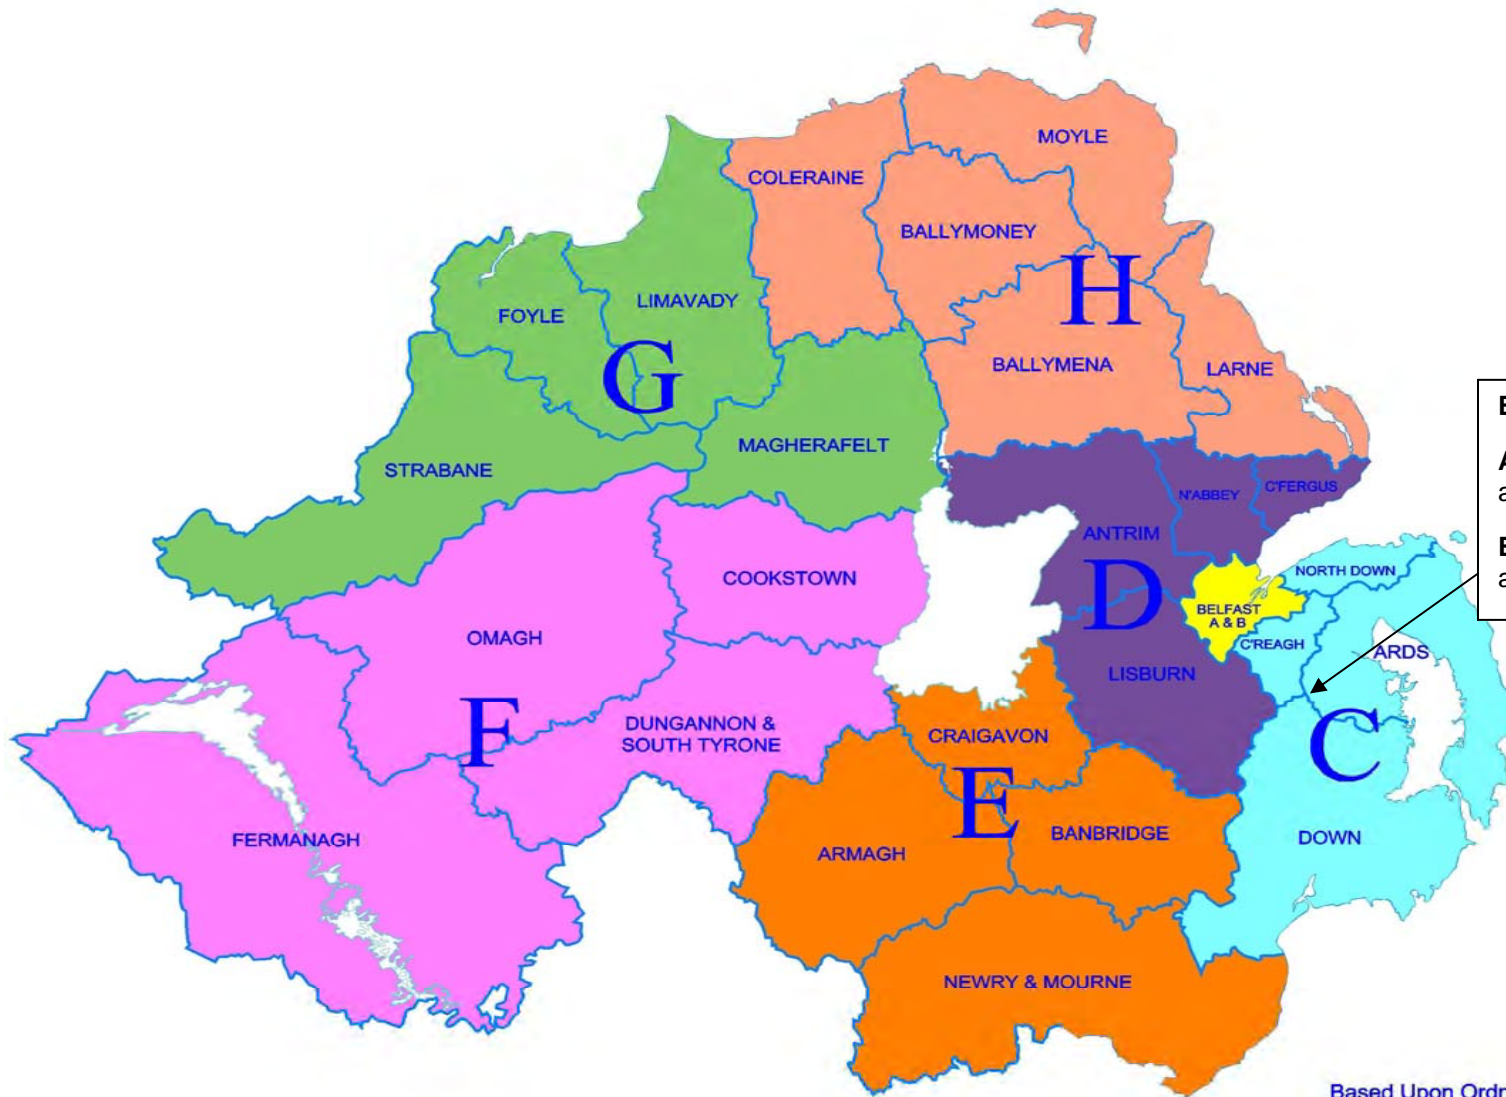 MOYLE
COLERAINE
BALLYMONEY
H
LIMAVADY
FOYLE
G
BALLYMENA
LARNE
MAGHERAFELT
STRABANE
N'ABBEY
C'FERGUS
ANTRIM
D
NORTH DOWN
COOKSTOWN
BELFAST
A & B
C'REAGH
ARDS
OMAGH
LISBURN
DUNGANNON &
SOUTH TYRONE
F
CRAIGAVON
C
E
BANBRIDGE
DOWN
FERMANAGH
ARMAGH
NEWRY & MOURNE
B
A
a
B
a
Based Upon Ordn